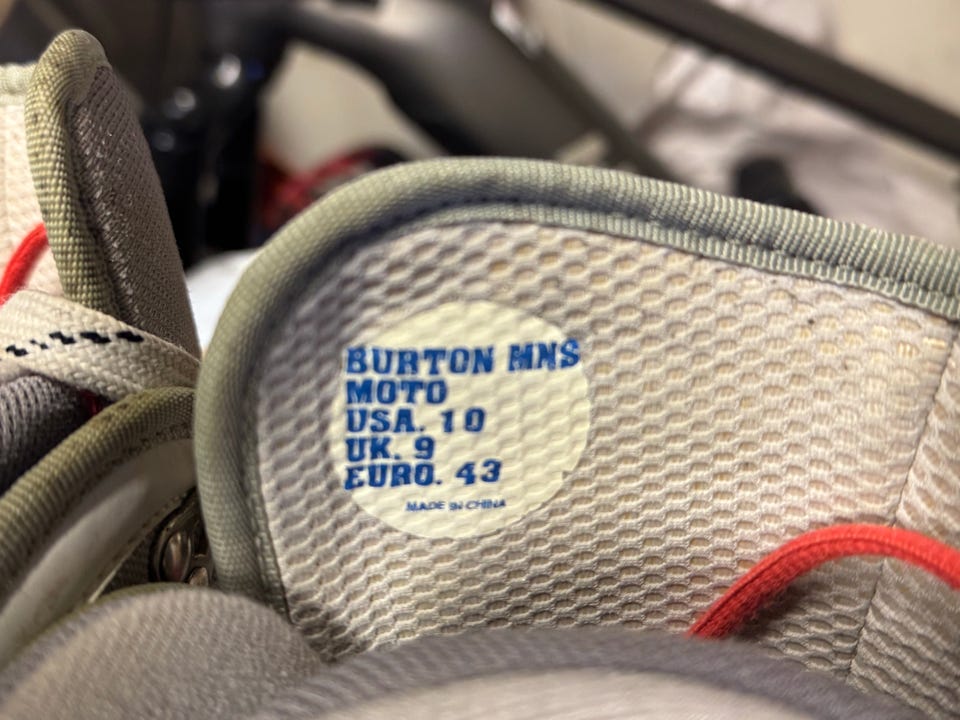 BURTON MNS
MOTO
USA. 10
UK. 9
EURO. 43
MADE IN CHINA